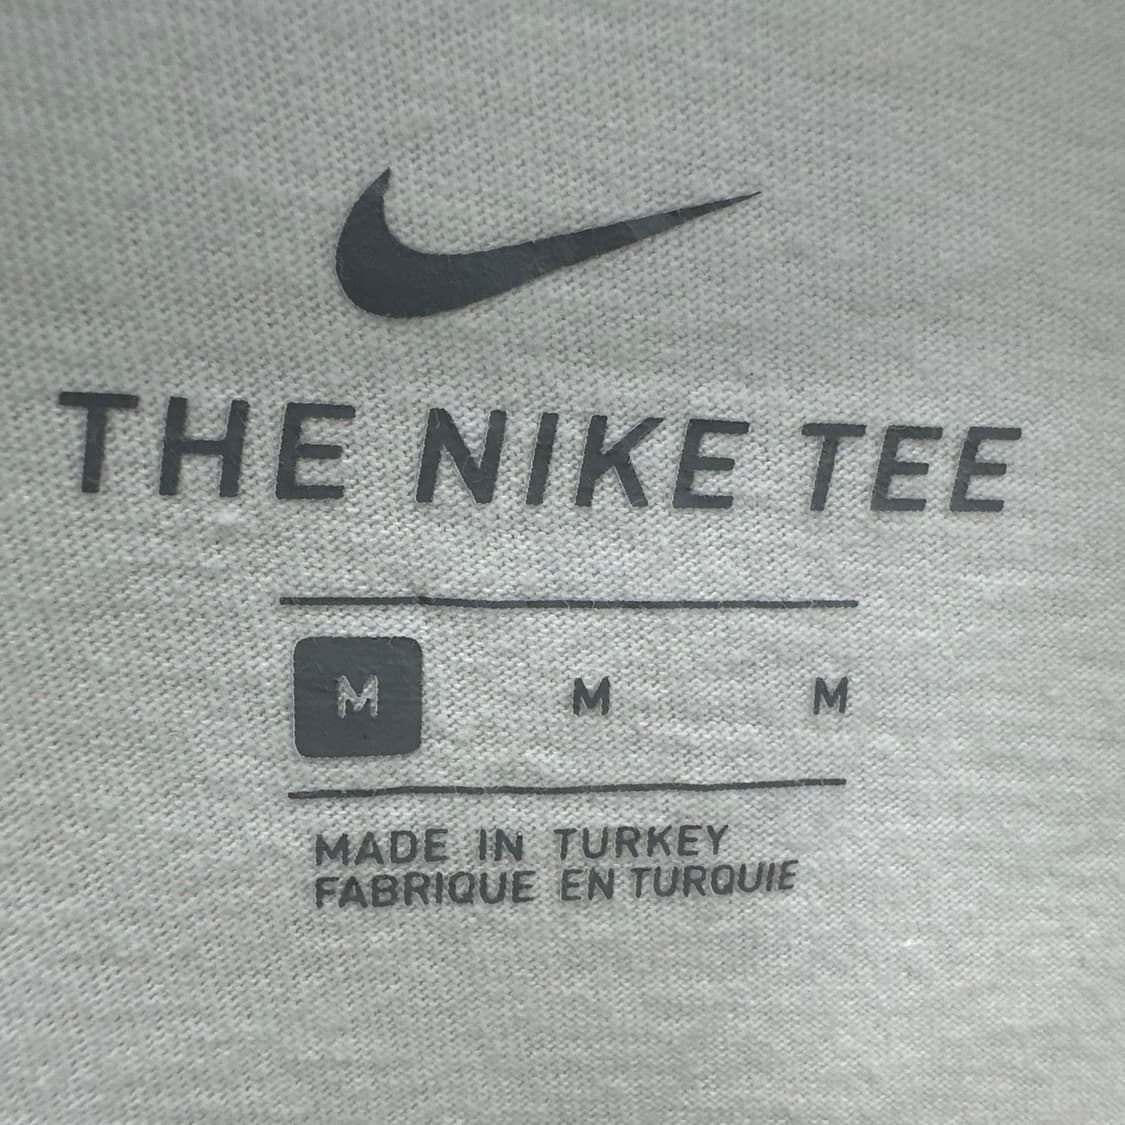 THE NIKE TEE
M M M
MADE IN TURKEY
FABRIQUE EN TURQUIE